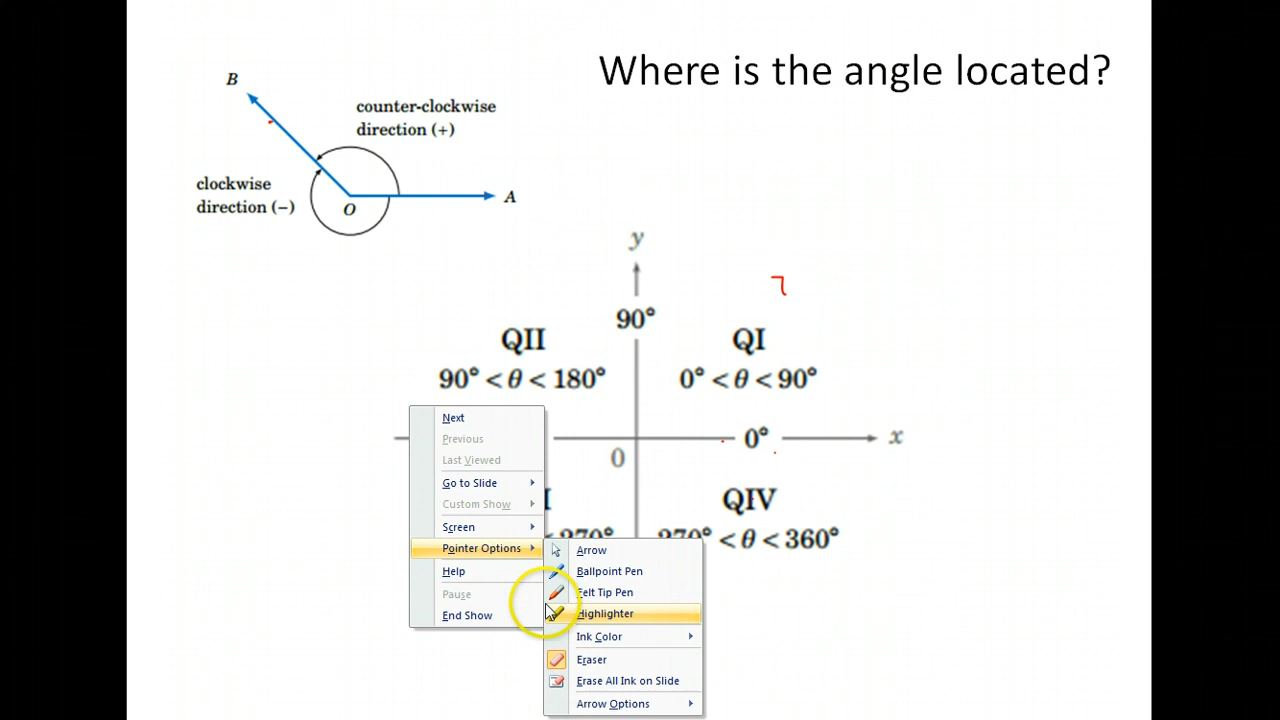 Where is the angle located?
B
counter-clockwise
direction (+)
clockwise
direction (−)
O
A
y
7
90°
QII
QI
90° < θ < 180°
0° < θ < 90°
0°
x
0
QIV
270° < θ < 360°
Next
Previous
Last Viewed
Go to Slide
Custom Show
Screen
Pointer Options
Help
Pause
End Show
Arrow
Ballpoint Pen
Felt Tip Pen
Highlighter
Ink Color
Eraser
Erase All Ink on Slide
Arrow Options